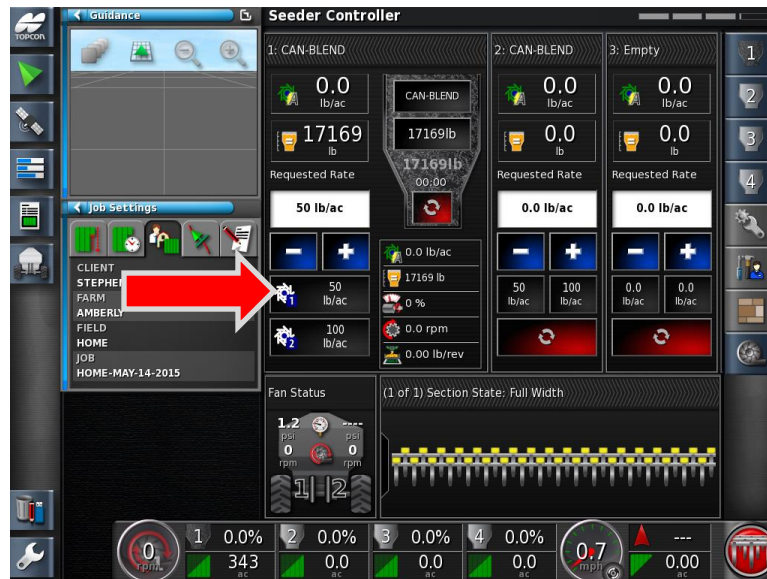 TOPCON
Guidance
Seeder Controller
1: CAN-BLEND
2: CAN-BLEND
3: Empty
0.0
lb/ac
CAN-BLEND
0.0
lb/ac
0.0
lb/ac
17169
lb
17169lb
0.0
lb
0.0
lb
17169lb
Requested Rate
00:00
Requested Rate
Requested Rate
50 lb/ac
0.0 lb/ac
0.0 lb/ac
1
2
3
4
Job Settings
CLIENT
STEPHEN
FARM
AMBERLY
FIELD
HOME
JOB
HOME-MAY-14-2015
1
50
lb/ac
2
100
lb/ac
0.0 lb/ac
17169 lb
0 %
0.0 rpm
0.00 lb/rev
50
lb/ac
100
lb/ac
0.0
lb/ac
0.0
lb/ac
Fan Status
(1 of 1) Section State: Full Width
1.2
psi
0
rpm
----
psi
0
rpm
1 2
0
rpm
1 0.0%
343
ac
2 0.0%
0.0
ac
3 0.0%
0.0
ac
4 0.0%
0.0
ac
0.7
mph
---
0.00
ac